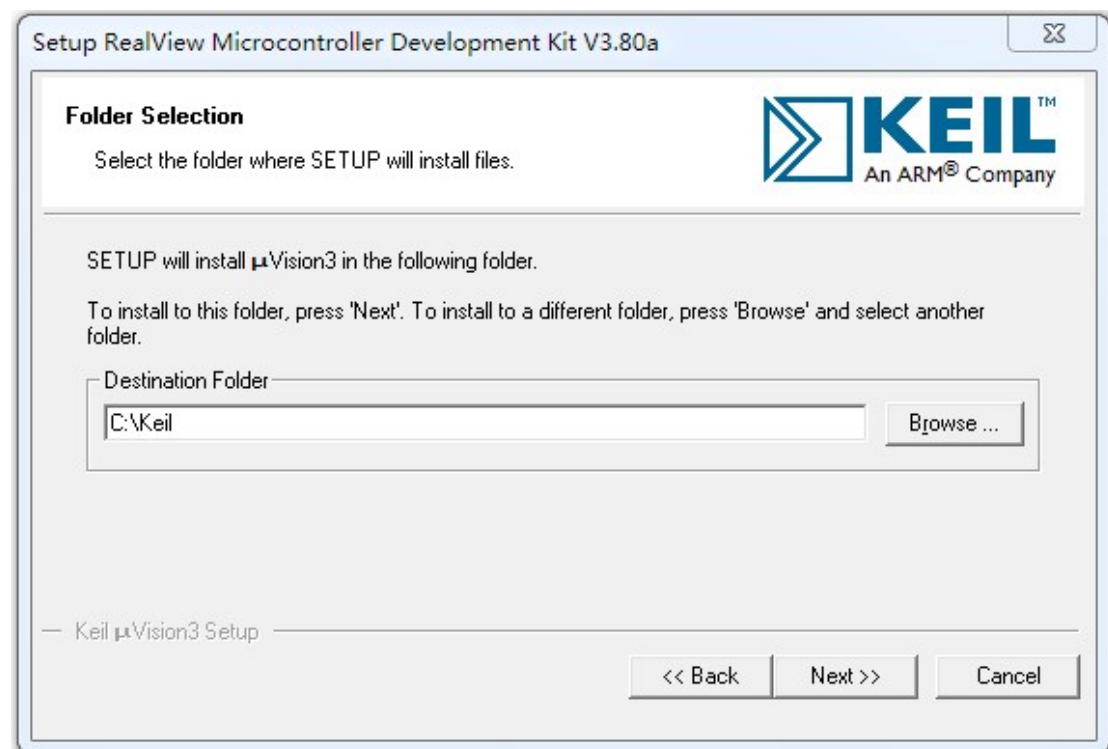 Setup RealView Microcontroller Development Kit V3.80a
Folder Selection
Select the folder where SETUP will install files.
KEIL™
An ARM® Company
SETUP will install µVision3 in the following folder.
To install to this folder, press 'Next'. To install to a different folder, press 'Browse' and select another
folder.
Destination Folder
C:\Keil
Browse ...
Keil µVision3 Setup
<< Back
Next >>
Cancel